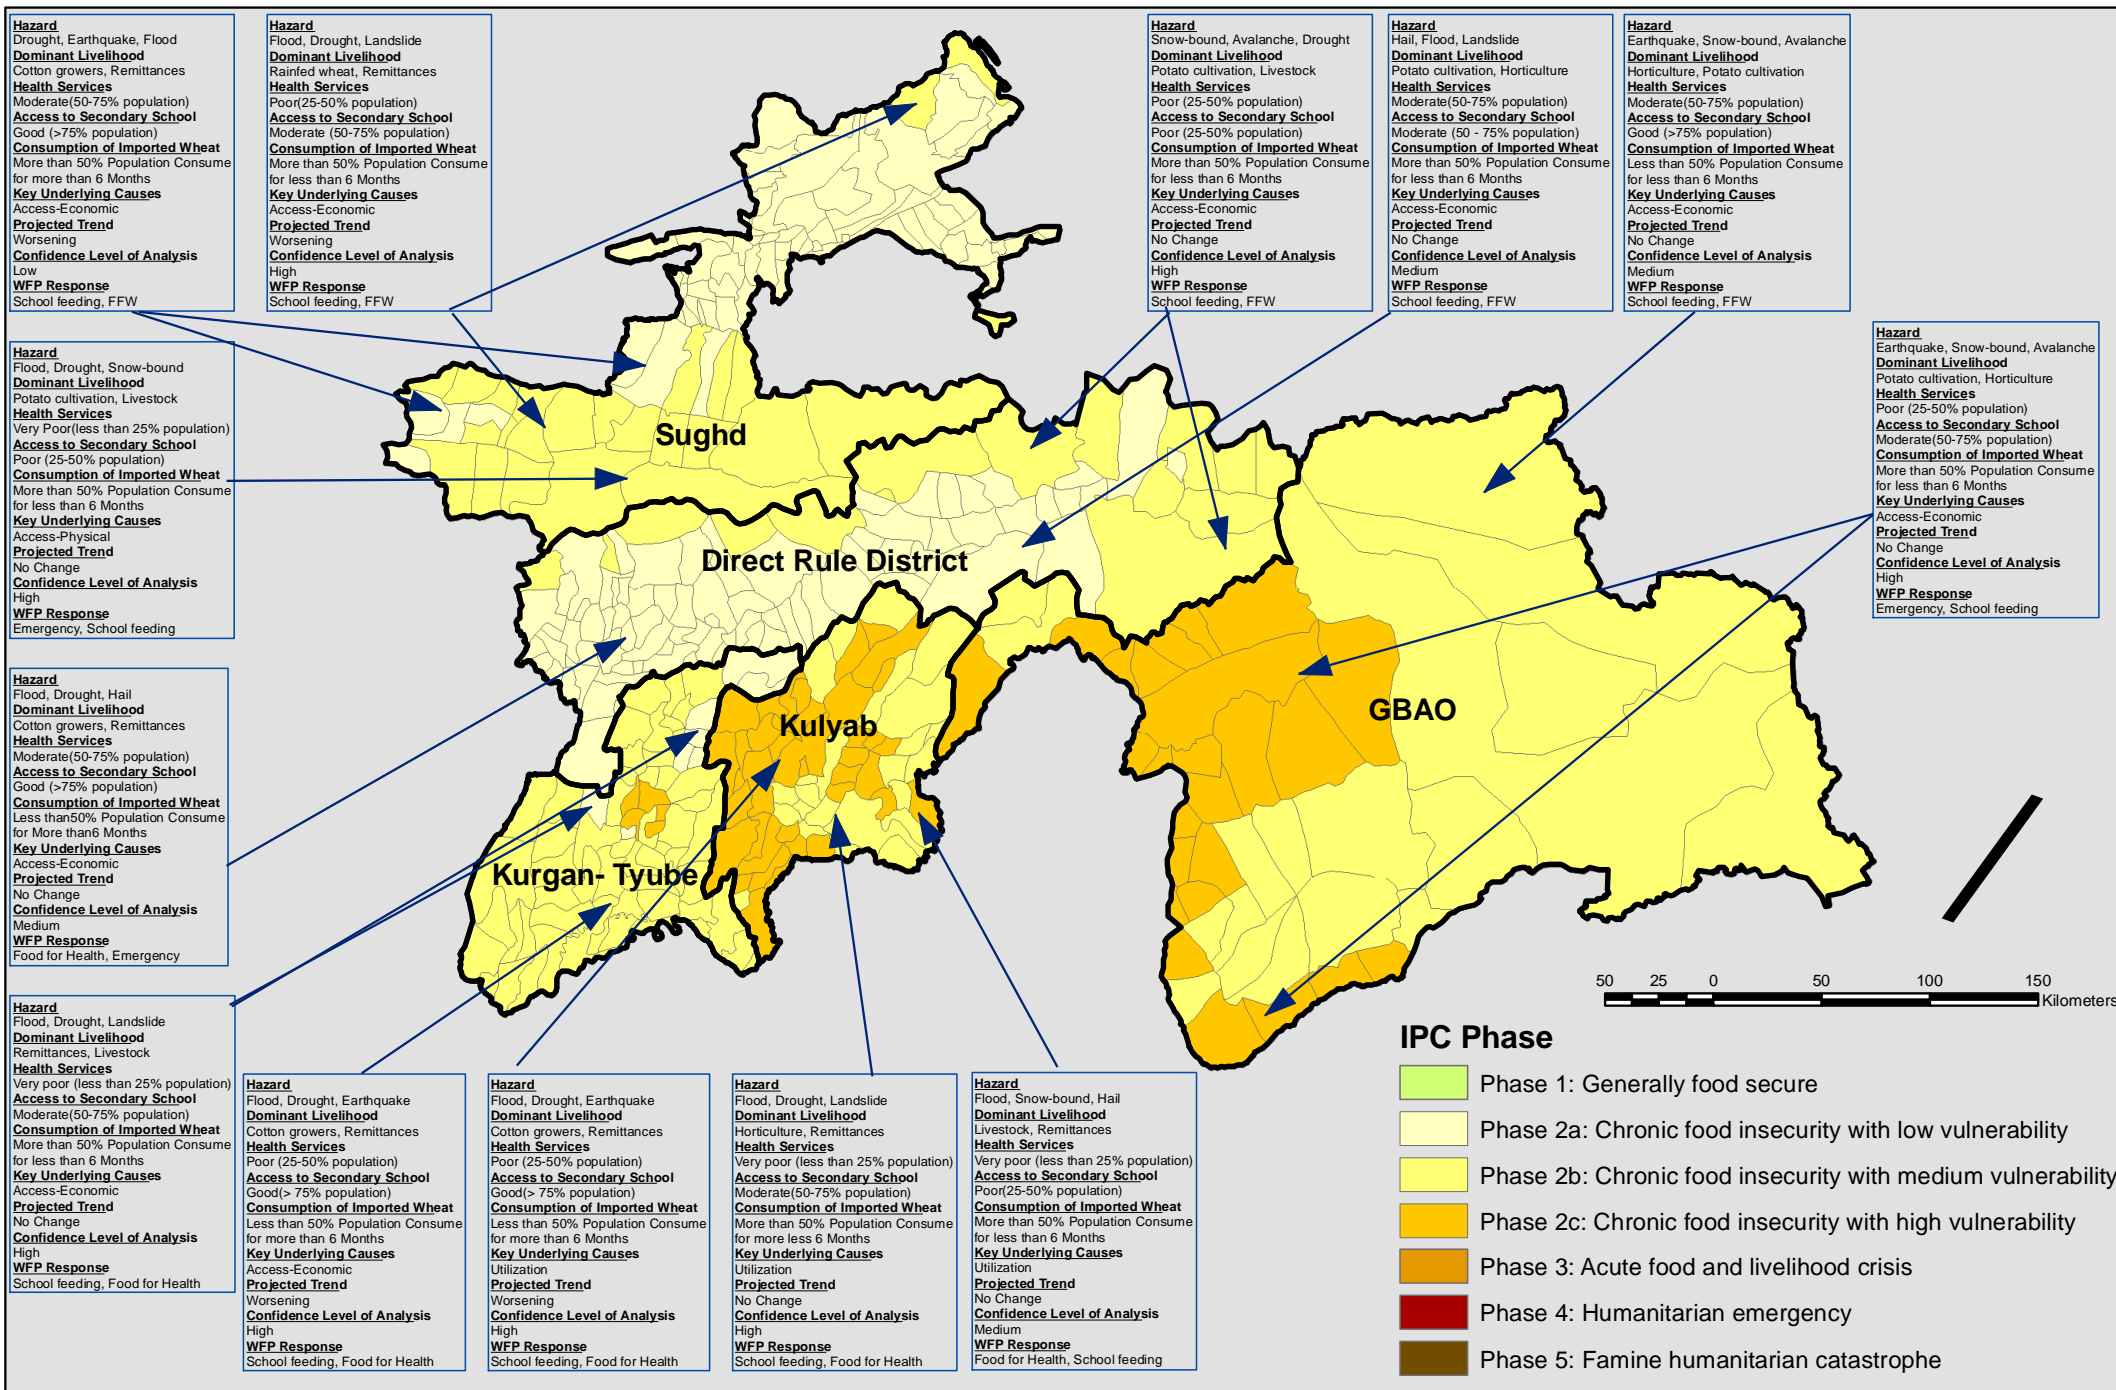 Hazard
Drought, Earthquake, Flood
Dominant Livelihood
Cotton growers, Remittances
Health Services
Moderate(50-75% population)
Access to Secondary School
Good (>75% population)
Consumption of Imported Wheat
More than 50% Population Consume
for more than 6 Months
Key Underlying Causes
Access-Economic
Projected Trend
Worsening
Confidence Level of Analysis
Low
WFP Response
School feeding, FFW
Hazard
Flood, Drought, Landslide
Dominant Livelihood
Rainfed wheat, Remittances
Health Services
Poor(25-50% population)
Access to Secondary School
Moderate (50-75% population)
Consumption of Imported Wheat
More than 50% Population Consume
for less than 6 Months
Key Underlying Causes
Access-Economic
Projected Trend
Worsening
Confidence Level of Analysis
High
WFP Response
School feeding, FFW
Hazard
Snow-bound, Avalanche, Drought
Dominant Livelihood
Potato cultivation, Livestock
Health Services
Poor (25-50% population)
Access to Secondary School
Poor (25-50% population)
Consumption of Imported Wheat
More than 50% Population Consume
for less than 6 Months
Key Underlying Causes
Access-Economic
Projected Trend
No Change
Confidence Level of Analysis
High
WFP Response
School feeding, FFW
Hazard
Hail, Flood, Landslide
Dominant Livelihood
Potato cultivation, Horticulture
Health Services
Moderate(50-75% population)
Access to Secondary School
Moderate (50 - 75% population)
Consumption of Imported Wheat
More than 50% Population Consume
for less than 6 Months
Key Underlying Causes
Access-Economic
Projected Trend
No Change
Confidence Level of Analysis
Medium
WFP Response
School feeding, FFW
Hazard
Earthquake, Snow-bound, Avalanche
Dominant Livelihood
Horticulture, Potato cultivation
Health Services
Moderate(50-75% population)
Access to Secondary School
Good (>75% population)
Consumption of Imported Wheat
Less than 50% Population Consume
for less than 6 Months
Key Underlying Causes
Access-Economic
Projected Trend
No Change
Confidence Level of Analysis
Medium
WFP Response
School feeding, FFW
Hazard
Earthquake, Snow-bound, Avalanche
Dominant Livelihood
Potato cultivation, Horticulture
Health Services
Poor (25-50% population)
Access to Secondary School
Moderate(50-75% population)
Consumption of Imported Wheat
More than 50% Population Consume
for less than 6 Months
Key Underlying Causes
Access-Economic
Projected Trend
No Change
Confidence Level of Analysis
High
WFP Response
Emergency, School feeding
Hazard
Flood, Drought, Snow-bound
Dominant Livelihood
Potato cultivation, Livestock
Health Services
Very Poor(less than 25% population)
Access to Secondary School
Poor (25-50% population)
Consumption of Imported Wheat
More than 50% Population Consume
for less than 6 Months
Key Underlying Causes
Access-Physical
Projected Trend
No Change
Confidence Level of Analysis
High
WFP Response
Emergency, School feeding
Sughd
Direct Rule District
Kulyab
GBAO
Kurgan- Tyube
Hazard
Flood, Drought, Hail
Dominant Livelihood
Cotton growers, Remittances
Health Services
Moderate(50-75% population)
Access to Secondary School
Good (>75% population)
Consumption of Imported Wheat
Less than50% Population Consume
for More than6 Months
Key Underlying Causes
Access-Economic
Projected Trend
No Change
Confidence Level of Analysis
Medium
WFP Response
Food for Health, Emergency
Hazard
Flood, Drought, Landslide
Dominant Livelihood
Remittances, Livestock
Health Services
Very poor (less than 25% population)
Access to Secondary School
Moderate(50-75% population)
Consumption of Imported Wheat
More than 50% Population Consume
for less than 6 Months
Key Underlying Causes
Access-Economic
Projected Trend
No Change
Confidence Level of Analysis
High
WFP Response
School feeding, Food for Health
Hazard
Flood, Drought, Earthquake
Dominant Livelihood
Cotton growers, Remittances
Health Services
Poor (25-50% population)
Access to Secondary School
Good(> 75% population)
Consumption of Imported Wheat
Less than 50% Population Consume
for more than 6 Months
Key Underlying Causes
Access-Economic
Projected Trend
Worsening
Confidence Level of Analysis
High
WFP Response
School feeding, Food for Health
Hazard
Flood, Drought, Earthquake
Dominant Livelihood
Cotton growers, Remittances
Health Services
Poor (25-50% population)
Access to Secondary School
Good(> 75% population)
Consumption of Imported Wheat
Less than 50% Population Consume
for more than 6 Months
Key Underlying Causes
Utilization
Projected Trend
Worsening
Confidence Level of Analysis
High
WFP Response
School feeding, Food for Health
Hazard
Flood, Drought, Landslide
Dominant Livelihood
Horticulture, Remittances
Health Services
Very poor (less than 25% population)
Access to Secondary School
Moderate(50-75% population)
Consumption of Imported Wheat
More than 50% Population Consume
for more less 6 Months
Key Underlying Causes
Utilization
Projected Trend
No Change
Confidence Level of Analysis
High
WFP Response
School feeding, Food for Health
Hazard
Flood, Snow-bound, Hail
Dominant Livelihood
Livestock, Remittances
Health Services
Very poor (less than 25% population)
Access to Secondary School
Poor(25-50% population)
Consumption of Imported Wheat
More than 50% Population Consume
for less than 6 Months
Key Underlying Causes
Utilization
Projected Trend
No Change
Confidence Level of Analysis
Medium
WFP Response
Food for Health, School feeding
50 25 0 50 100 150
Kilometers
IPC Phase
Phase 1: Generally food secure
Phase 2a: Chronic food insecurity with low vulnerability
Phase 2b: Chronic food insecurity with medium vulnerability
Phase 2c: Chronic food insecurity with high vulnerability
Phase 3: Acute food and livelihood crisis
Phase 4: Humanitarian emergency
Phase 5: Famine humanitarian catastrophe